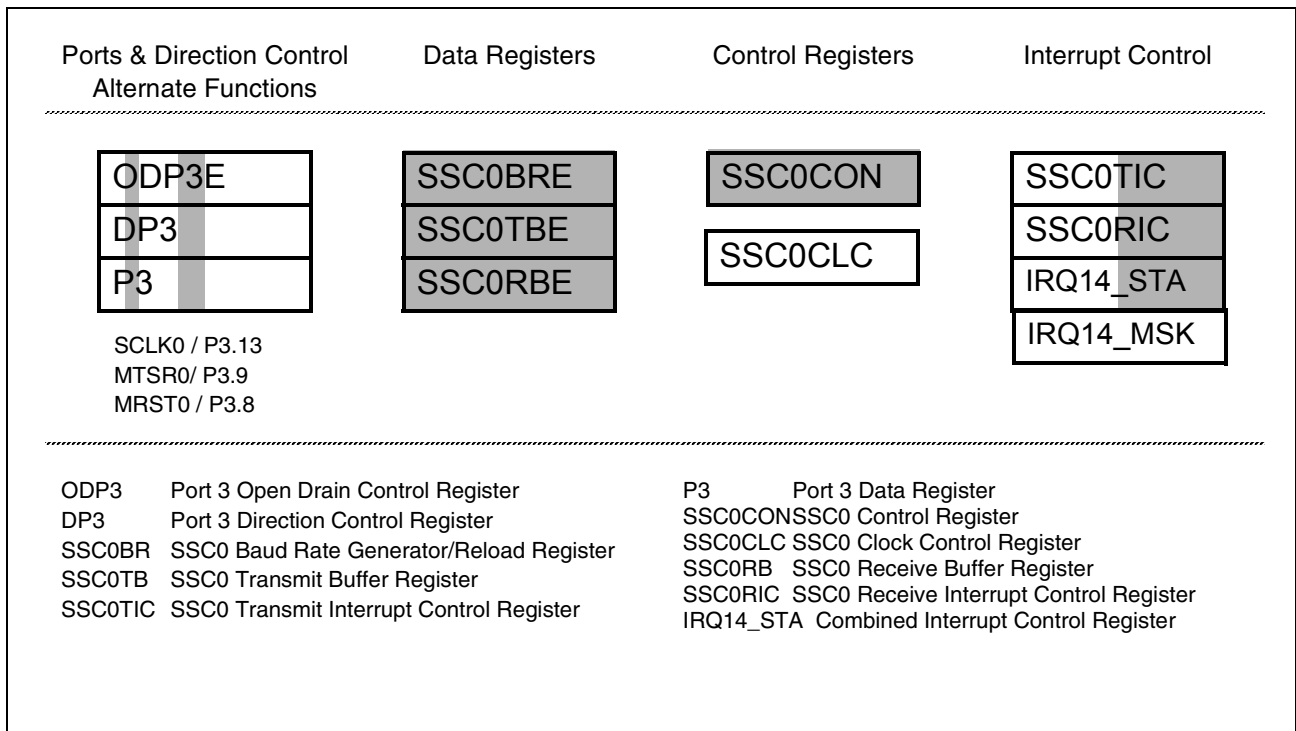 Ports & Direction Control
Alternate Functions
Data Registers
Control Registers
Interrupt Control
ODP3E
DP3
P3
SCLK0 / P3.13
MTSR0/ P3.9
MRST0 / P3.8
SSC0BRE
SSC0TBE
SSC0RBE
SSC0CON
SSC0CLC
SSC0TIC
SSC0RIC
IRQ14_STA
IRQ14_MSK
ODP3 Port 3 Open Drain Control Register
DP3 Port 3 Direction Control Register
SSC0BR SSC0 Baud Rate Generator/Reload Register
SSC0TB SSC0 Transmit Buffer Register
SSC0TIC SSC0 Transmit Interrupt Control Register
P3 Port 3 Data Register
SSC0CONSSC0 Control Register
SSC0CLC SSC0 Clock Control Register
SSC0RB SSC0 Receive Buffer Register
SSC0RIC SSC0 Receive Interrupt Control Register
IRQ14_STA Combined Interrupt Control Register